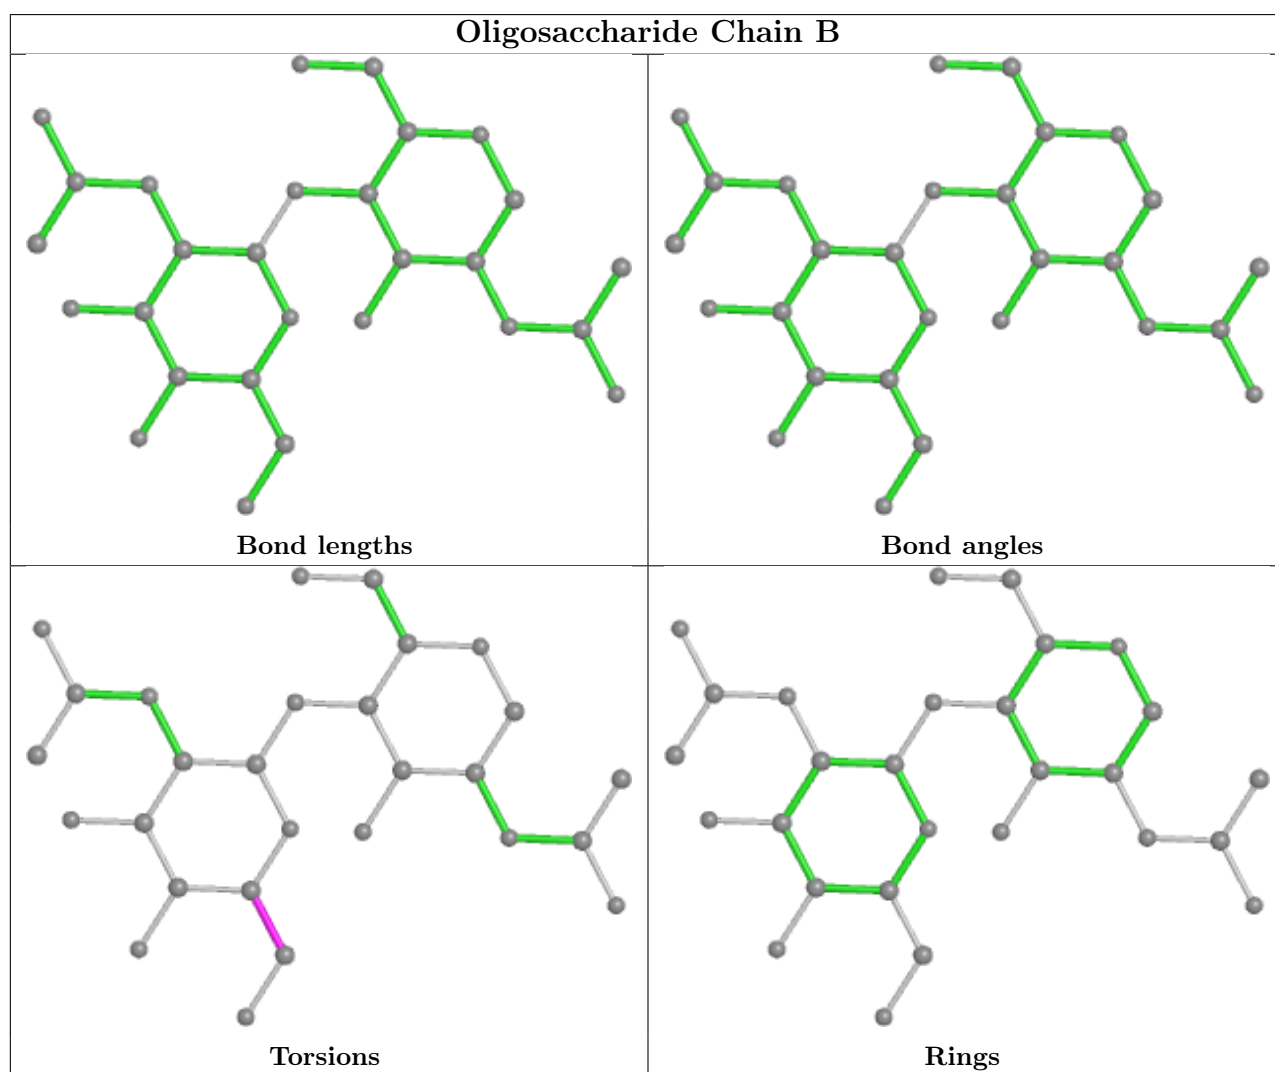 Oligosaccharide Chain B
Bond lengths
Bond angles
Torsions
Rings